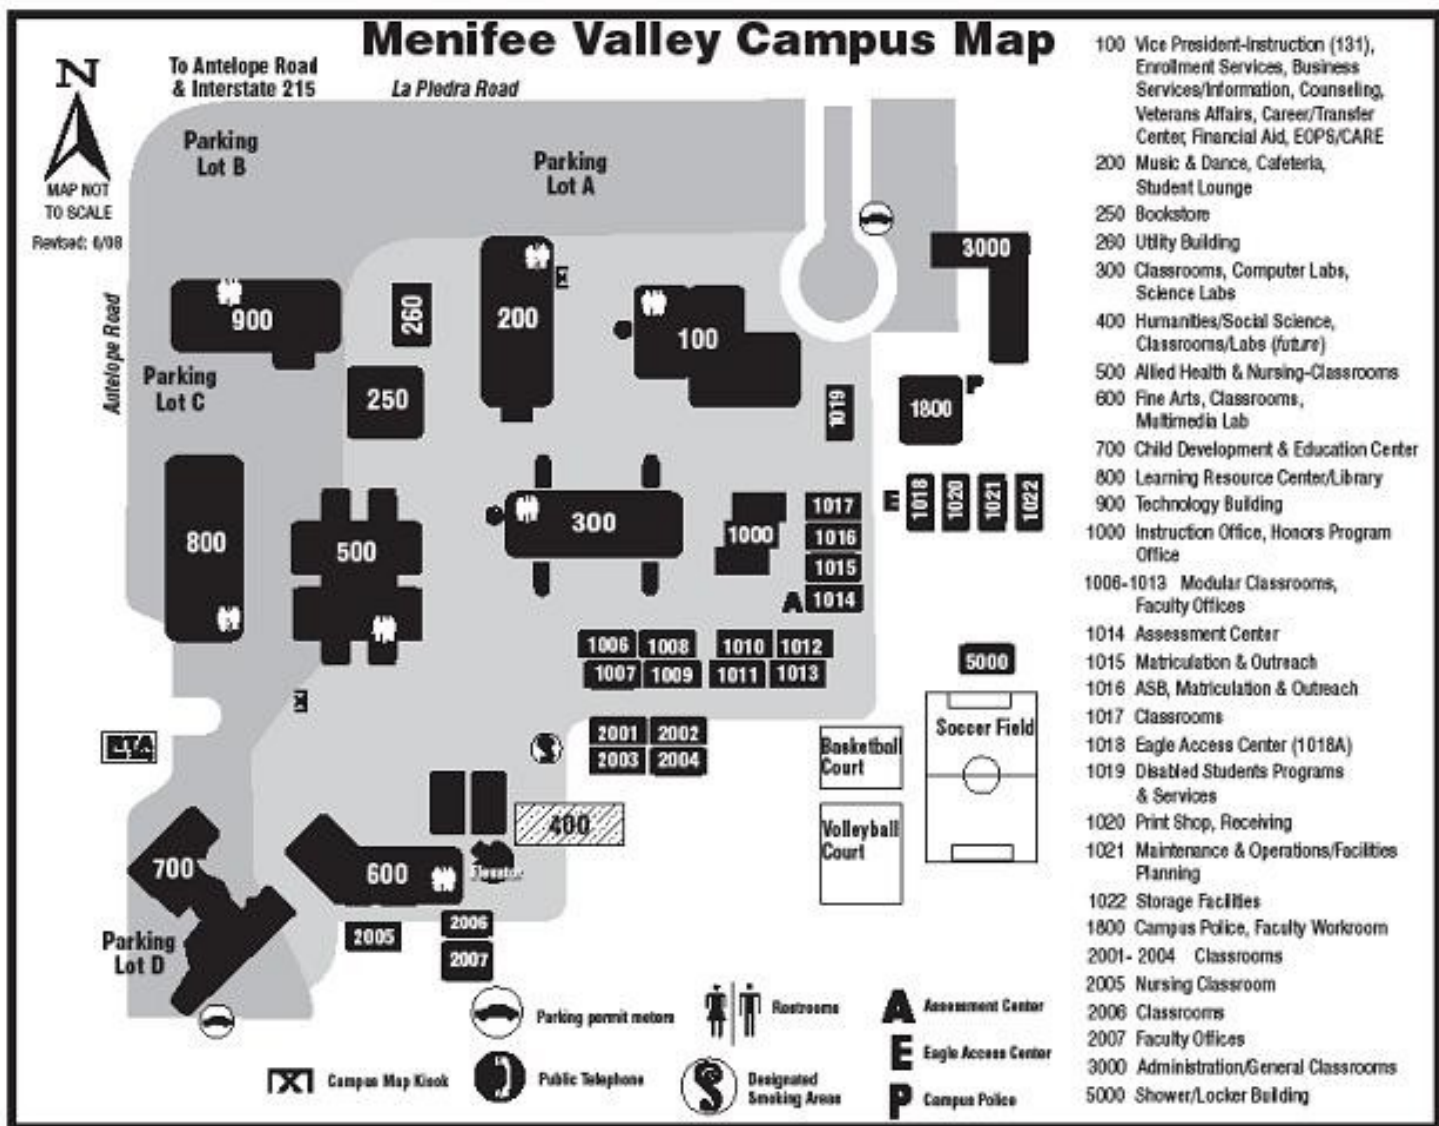 Menifee Valley Campus Map
N
MAP NOT
TO SCALE
Revised: 6/08
To Antelope Road
& Interstate 215
La Piedra Road
Antelope Road
Parking
Lot B
Parking
Lot A
3000
900
260
200
100
Parking
Lot C
250
1019
1800
P
800
500
300
1000
1017
1016
1015
A
1014
E
1018
1020
1021
1022
1006
1008
1010
1012
1007
1009
1011
1013
5000
RTA
2001
2002
2003
2004
Basketball
Court
Soccer Field
Volleyball
Court
400
700
600
Elevator
2005
2006
2007
Parking
Lot D
Parking permit meters
Restrooms
A Assessment Center
E Eagle Access Center
Campus Map Kisok
Public Telephone
Designated
Smoking Areas
P Campus Police
100 Vice President-Instruction (131),
Enrollment Services, Business
Services/Information, Counseling,
Veterans Affairs, Career/Transfer
Center, Financial Aid, EOPS/CARE
200 Music & Dance, Cafeteria,
Student Lounge
250 Bookstore
260 Utility Building
300 Classrooms, Computer Labs,
Science Labs
400 Humanities/Social Science,
Classrooms/Labs (future)
500 Allied Health & Nursing-Classrooms
600 Fine Arts, Classrooms,
Multimedia Lab
700 Child Development & Education Center
800 Learning Resource Center/Library
900 Technology Building
1000 Instruction Office, Honors Program
Office
1006-1013 Modular Classrooms,
Faculty Offices
1014 Assessment Center
1015 Matriculation & Outreach
1016 ASB, Matriculation & Outreach
1017 Classrooms
1018 Eagle Access Center (1018A)
1019 Disabled Students Programs
& Services
1020 Print Shop, Receiving
1021 Maintenance & Operations/Facilities
Planning
1022 Storage Facilities
1800 Campus Police, Faculty Workroom
2001- 2004 Classrooms
2005 Nursing Classroom
2006 Classrooms
2007 Faculty Offices
3000 Administration/General Classrooms
5000 Shower/Locker Building